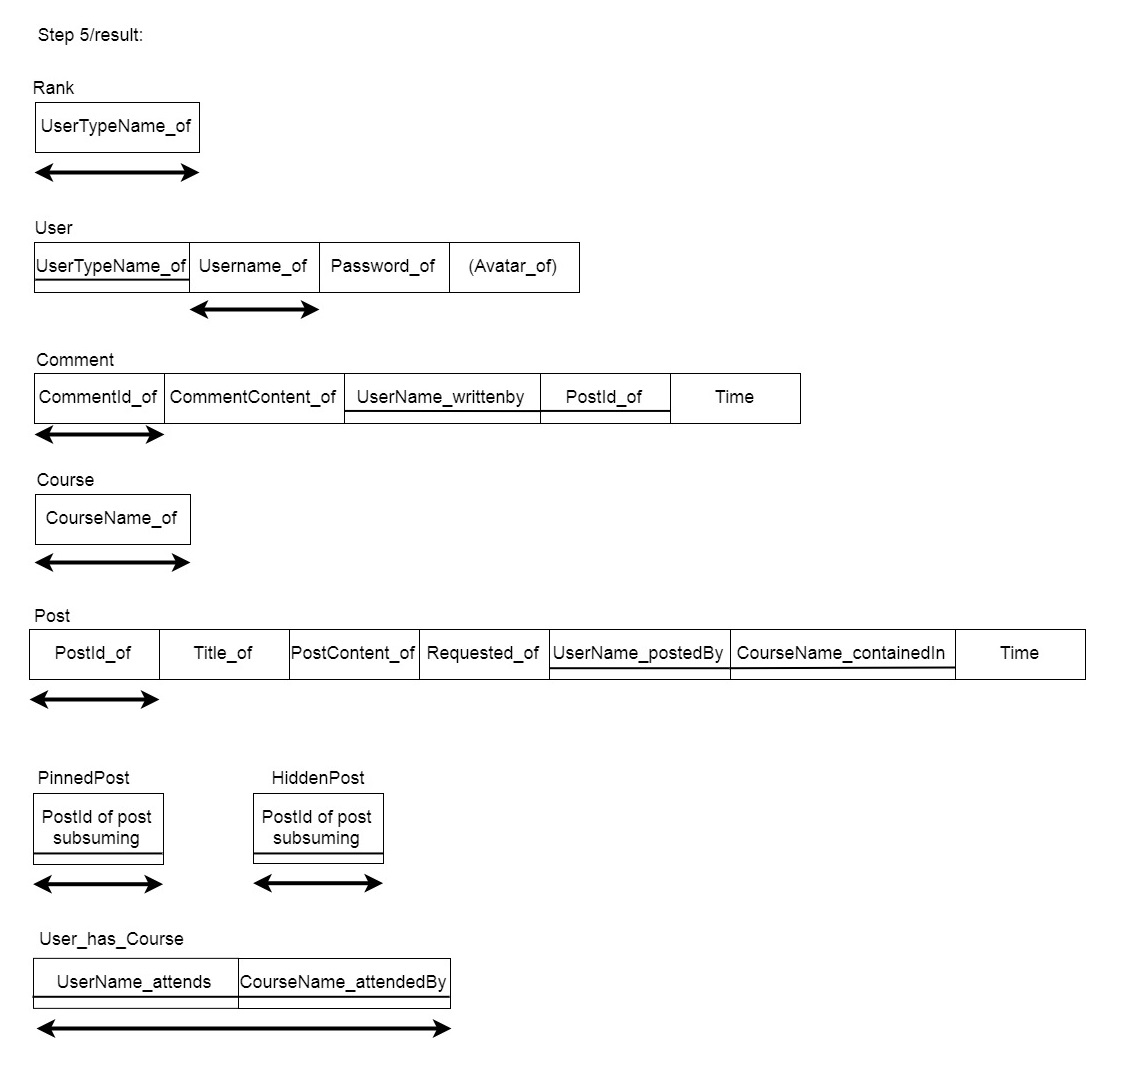 Step 5/result:
Rank
UserTypeName_of
User
UserTypeName_of Username_of Password_of (Avatar_of)
Comment
CommentId_of CommentContent_of UserName_writtenby PostId_of Time
Course
CourseName_of
Post
PostId_of Title_of PostContent_of Requested_of UserName_postedBy CourseName_containedIn Time
PinnedPost HiddenPost
PostId of post PostId of post
subsuming subsuming
User_has_Course
UserName_attends CourseName_attendedBy